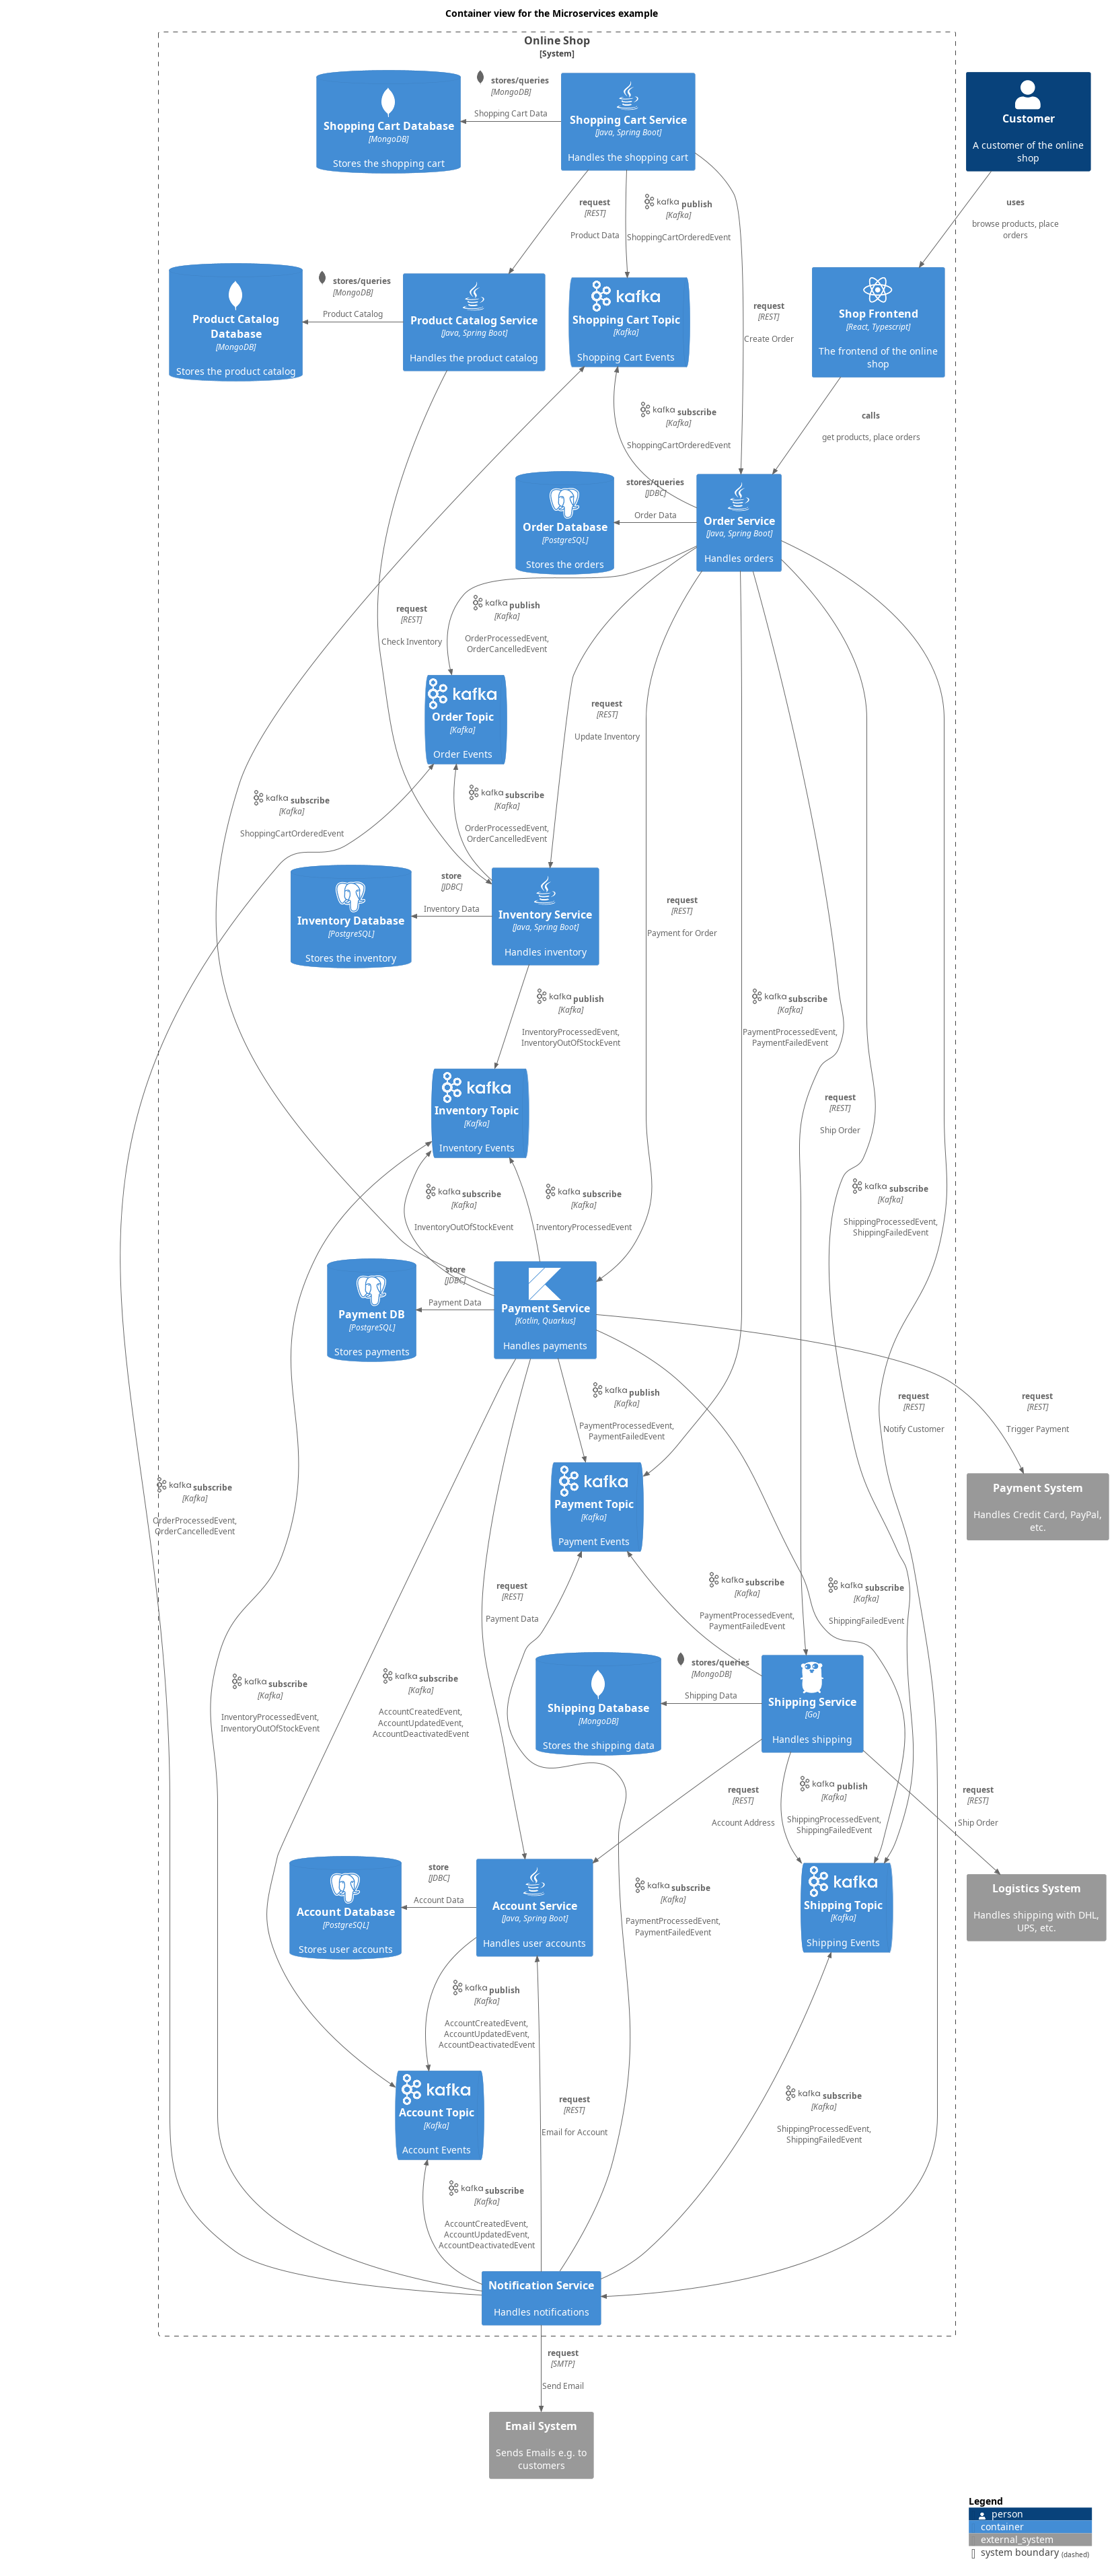 Container view for the Microservices example
Online Shop
[System]
stores/queries
[MongoDB]
Shopping Cart Data
Shopping Cart Database
[MongoDB]
Stores the shopping cart
Shopping Cart Service
[Java, Spring Boot]
Handles the shopping cart
Customer
A customer of the online
shop
request
[REST]
Product Data
kafka publish
[Kafka]
ShoppingCartOrderedEvent
uses
browse products, place
orders
Product Catalog
Database
[MongoDB]
Stores the product catalog
stores/queries
[MongoDB]
Product Catalog
Product Catalog Service
[Java, Spring Boot]
Handles the product catalog
kafka
Shopping Cart Topic
[Kafka]
Shopping Cart Events
request
[REST]
Create Order
Shop Frontend
[React, Typescript]
The frontend of the online
shop
kafka subscribe
[Kafka]
ShoppingCartOrderedEvent
calls
get products, place orders
stores/queries
[JDBC]
Order Data
Order Database
[PostgreSQL]
Stores the orders
Order Service
[Java, Spring Boot]
Handles orders
request
[REST]
Check Inventory
kafka publish
[Kafka]
OrderProcessedEvent,
OrderCancelledEvent
kafka
Order Topic
[Kafka]
Order Events
request
[REST]
Update Inventory
kafka subscribe
[Kafka]
ShoppingCartOrderedEvent
kafka subscribe
[Kafka]
OrderProcessedEvent,
OrderCancelledEvent
Inventory Database
[PostgreSQL]
Stores the inventory
store
[JDBC]
Inventory Data
Inventory Service
[Java, Spring Boot]
Handles inventory
request
[REST]
Payment for Order
kafka publish
[Kafka]
InventoryProcessedEvent,
InventoryOutOfStockEvent
kafka subscribe
[Kafka]
PaymentProcessedEvent,
PaymentFailedEvent
kafka
Inventory Topic
[Kafka]
Inventory Events
request
[REST]
Ship Order
kafka subscribe
[Kafka]
InventoryOutOfStockEvent
kafka subscribe
[Kafka]
InventoryProcessedEvent
kafka subscribe
[Kafka]
ShippingProcessedEvent,
ShippingFailedEvent
Payment DB
[PostgreSQL]
Stores payments
store
[JDBC]
Payment Data
Payment Service
[Kotlin, Quarkus]
Handles payments
kafka publish
[Kafka]
PaymentProcessedEvent,
PaymentFailedEvent
request
[REST]
Notify Customer
request
[REST]
Trigger Payment
kafka subscribe
[Kafka]
OrderProcessedEvent,
OrderCancelledEvent
kafka
Payment Topic
[Kafka]
Payment Events
Payment System
Handles Credit Card, PayPal,
etc.
request
[REST]
Payment Data
kafka subscribe
[Kafka]
PaymentProcessedEvent,
PaymentFailedEvent
kafka subscribe
[Kafka]
ShippingFailedEvent
kafka subscribe
[Kafka]
InventoryProcessedEvent,
InventoryOutOfStockEvent
kafka subscribe
[Kafka]
AccountCreatedEvent,
AccountUpdatedEvent,
AccountDeactivatedEvent
Shipping Database
[MongoDB]
Stores the shipping data
stores/queries
[MongoDB]
Shipping Data
Shipping Service
[Go]
Handles shipping
request
[REST]
Account Address
kafka publish
[Kafka]
ShippingProcessedEvent,
ShippingFailedEvent
request
[REST]
Ship Order
Account Database
[PostgreSQL]
Stores user accounts
store
[JDBC]
Account Data
Account Service
[Java, Spring Boot]
Handles user accounts
kafka subscribe
[Kafka]
PaymentProcessedEvent,
PaymentFailedEvent
kafka
Shipping Topic
[Kafka]
Shipping Events
Logistics System
Handles shipping with DHL,
UPS, etc.
kafka publish
[Kafka]
AccountCreatedEvent,
AccountUpdatedEvent,
AccountDeactivatedEvent
kafka
Account Topic
[Kafka]
Account Events
request
[REST]
Email for Account
kafka subscribe
[Kafka]
ShippingProcessedEvent,
ShippingFailedEvent
kafka subscribe
[Kafka]
AccountCreatedEvent,
AccountUpdatedEvent,
AccountDeactivatedEvent
Notification Service
Handles notifications
request
[SMTP]
Send Email
Email System
Sends Emails e.g. to
customers
Legend
person
container
external_system
system boundary (dashed)